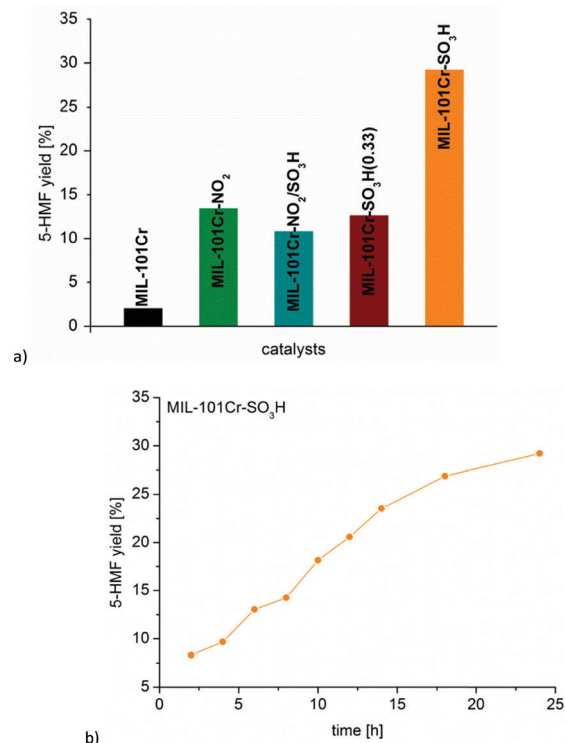 35
30
25
20
15
10
5
0
5-HMF yield [%]
MIL-101Cr
MIL-101Cr-NO₂
MIL-101Cr-NO₂/SO₃H
MIL-101Cr-SO₃H(0.33)
MIL-101Cr-SO₃H
catalysts
a)
MIL-101Cr-SO₃H
35
30
25
20
15
10
5
5-HMF yield [%]
0 5 10 15 20 25
time [h]
b)